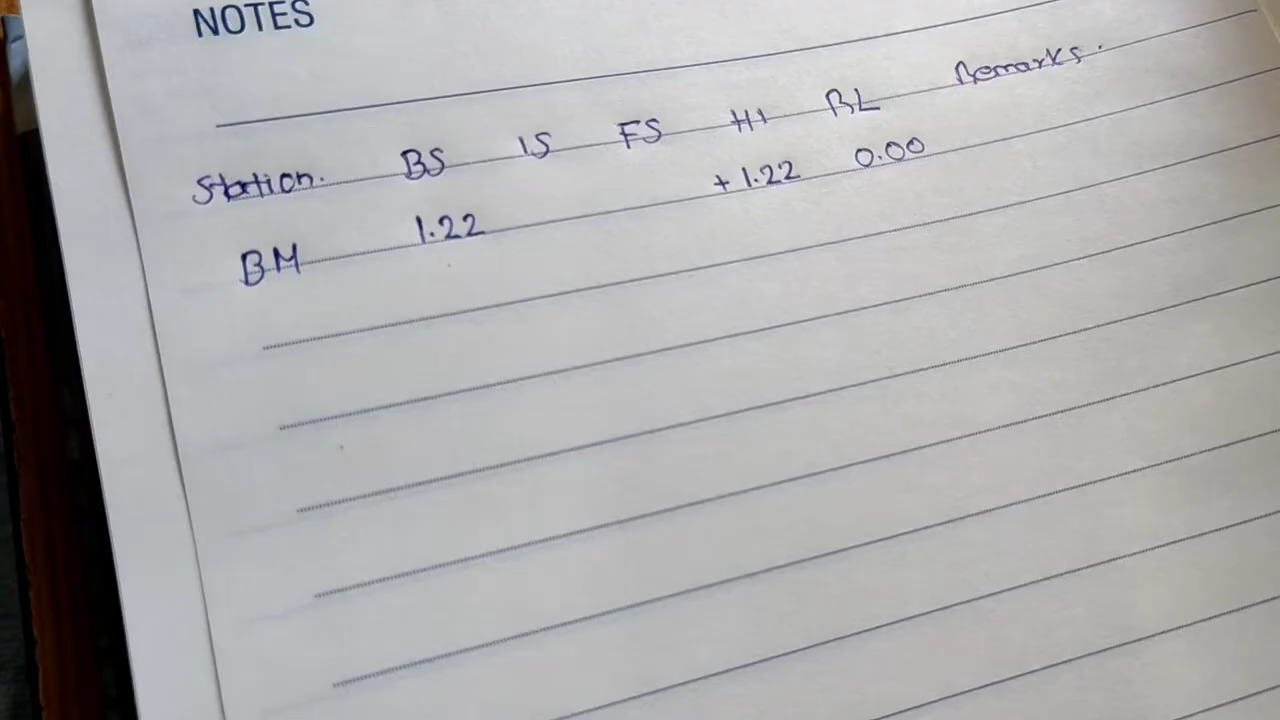 NOTES
Station. BS IS FS HI RL Remarks.
BM 1.22 + 1.22 0.00